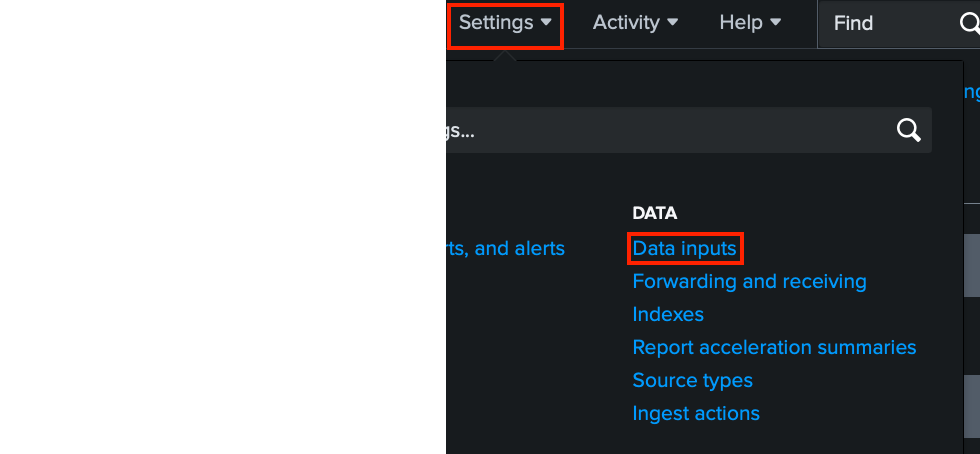 Settings Activity Help Find
gs...
DATA
rts, and alerts Data inputs
Forwarding and receiving
Indexes
Report acceleration summaries
Source types
Ingest actions